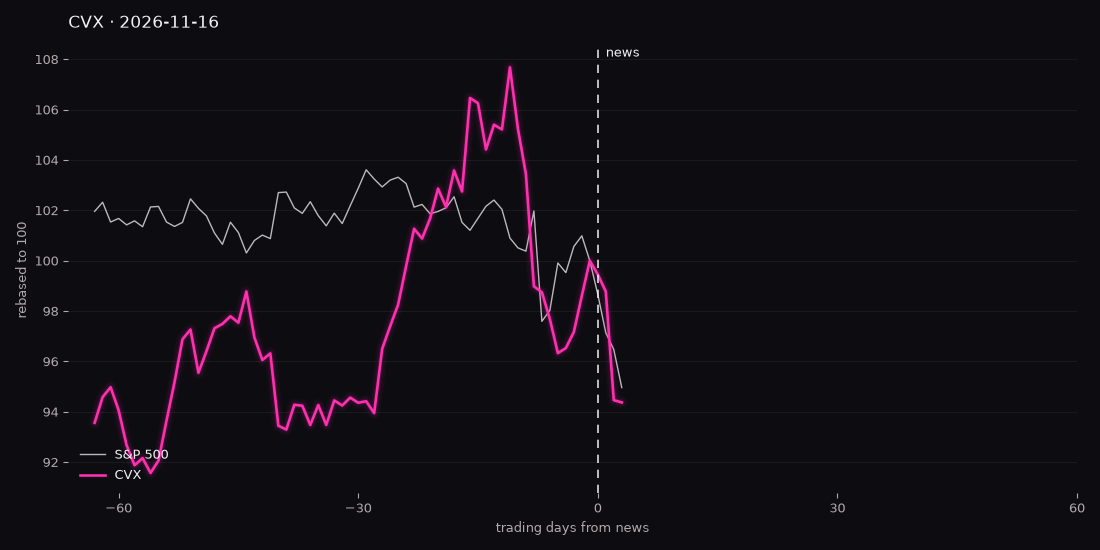 CVX · 2026-11-16
news
108
106
104
102
100
98
96
94
92
rebased to 100
S&P 500
CVX
−60
−30
0
30
60
trading days from news